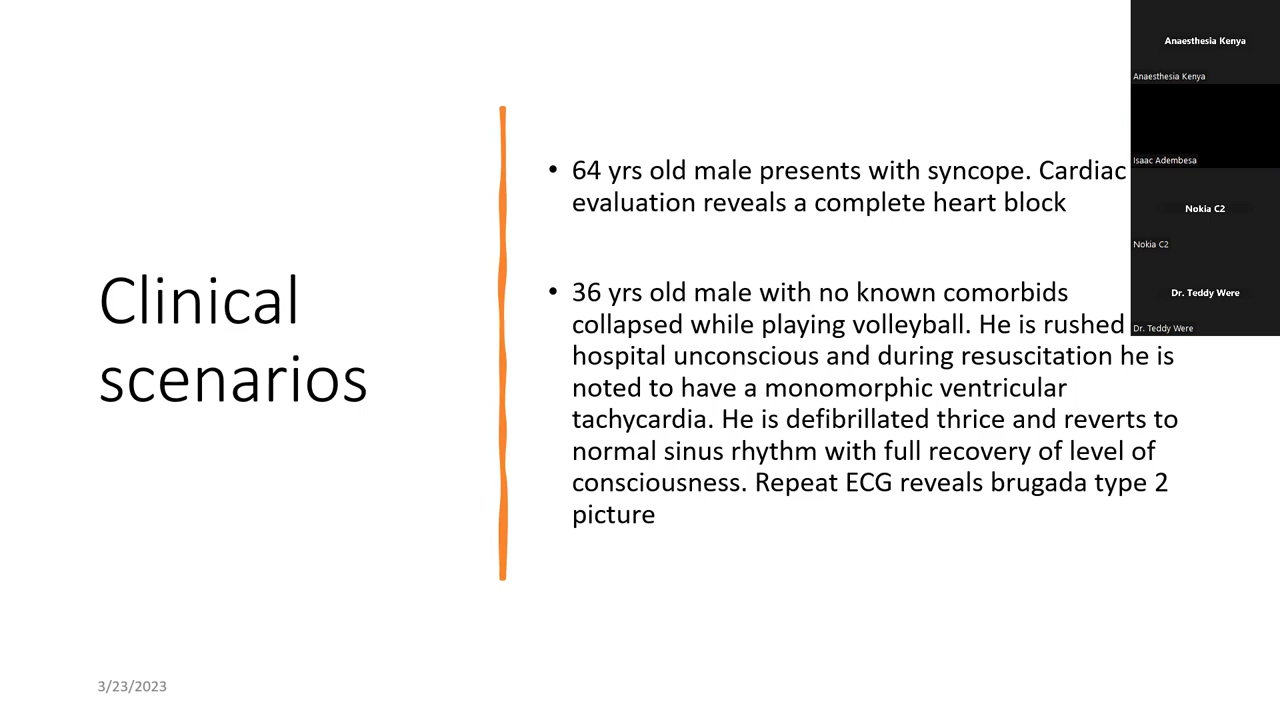 Clinical
scenarios
• 64 yrs old male presents with syncope. Cardiac
evaluation reveals a complete heart block
• 36 yrs old male with no known comorbids
collapsed while playing volleyball. He is rushed
hospital unconscious and during resuscitation he is
noted to have a monomorphic ventricular
tachycardia. He is defibrillated thrice and reverts to
normal sinus rhythm with full recovery of level of
consciousness. Repeat ECG reveals brugada type 2
picture
3/23/2023
Anaesthesia Kenya
Anaesthesia Kenya
Isaac Adembesa
Nokia C2
Nokia C2
Dr. Teddy Were
Dr. Teddy Were